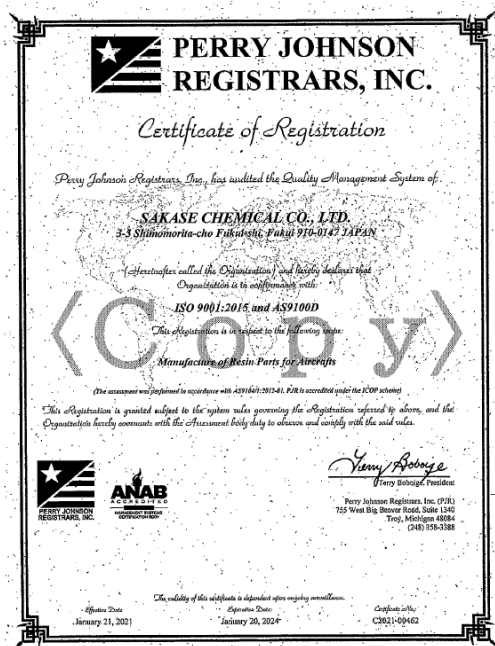 PERRY JOHNSON
REGISTRARS, INC.
Certificate of Registration
Perry Johnson Registrars, Inc., has audited the Quality Management System of:
SAKASE CHEMICAL CO., LTD.
3-3 Shimomorita-cho Fukui-shi, Fukui 910-0147 JAPAN
(Hereinafter called the Organization) and hereby declares that
Organization is in conformance with:
ISO 9001:2015 and AS9100D
This Registration is in respect to the following scope:
<Copy>
Manufacture of Resin Parts for Aircrafts
(The assessment was performed in accordance with AS9104/1:2012-01. PJR is accredited under the ICOP scheme)
This Registration is granted subject to the system rules governing the Registration referred to above, and the
Organization hereby covenants with the Assessment body duty to observe and comply with the said rules.
Terry Boboige
Terry Boboige, President
PERRY JOHNSON
REGISTRARS, INC.
ANAB
ACCREDITED
MANAGEMENT SYSTEMS
CERTIFICATION BODY
Perry Johnson Registrars, Inc. (PJR)
755 West Big Beaver Road, Suite 1340
Troy, Michigan 48084
(248) 358-3388
The validity of this certificate is dependent upon ongoing surveillance.
Effective Date
Expiration Date:
Certificate No.:
January 21, 2021
January 20, 2024
C2021-00462